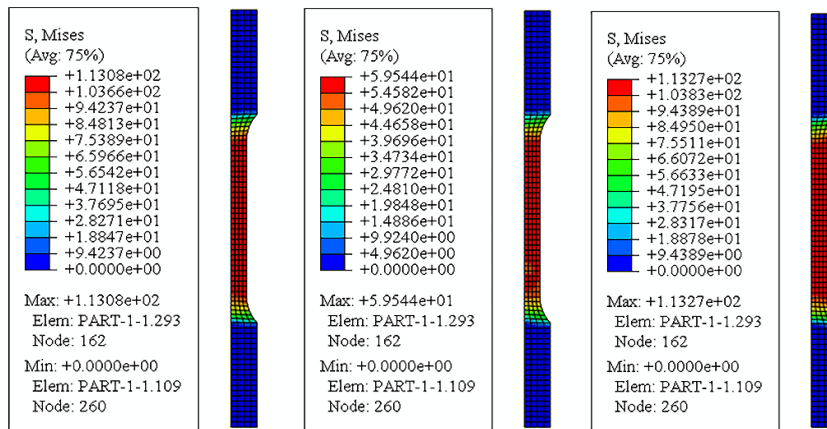 S, Mises
(Avg: 75%)
+1.1308e+02
+1.0366e+02
+9.4237e+01
+8.4813e+01
+7.5389e+01
+6.5966e+01
+5.6542e+01
+4.7118e+01
+3.7695e+01
+2.8271e+01
+1.8847e+01
+9.4237e+00
+0.0000e+00
Max: +1.1308e+02
Elem: PART-1-1.293
Node: 162
Min: +0.0000e+00
Elem: PART-1-1.109
Node: 260
S, Mises
(Avg: 75%)
+5.9544e+01
+5.4582e+01
+4.9620e+01
+4.4658e+01
+3.9696e+01
+3.4734e+01
+2.9772e+01
+2.4810e+01
+1.9848e+01
+1.4886e+01
+9.9240e+00
+4.9620e+00
+0.0000e+00
Max: +5.9544e+01
Elem: PART-1-1.293
Node: 162
Min: +0.0000e+00
Elem: PART-1-1.109
Node: 260
S, Mises
(Avg: 75%)
+1.1327e+02
+1.0383e+02
+9.4389e+01
+8.4950e+01
+7.5511e+01
+6.6072e+01
+5.6633e+01
+4.7195e+01
+3.7756e+01
+2.8317e+01
+1.8878e+01
+9.4389e+00
+0.0000e+00
Max: +1.1327e+02
Elem: PART-1-1.293
Node: 162
Min: +0.0000e+00
Elem: PART-1-1.109
Node: 260